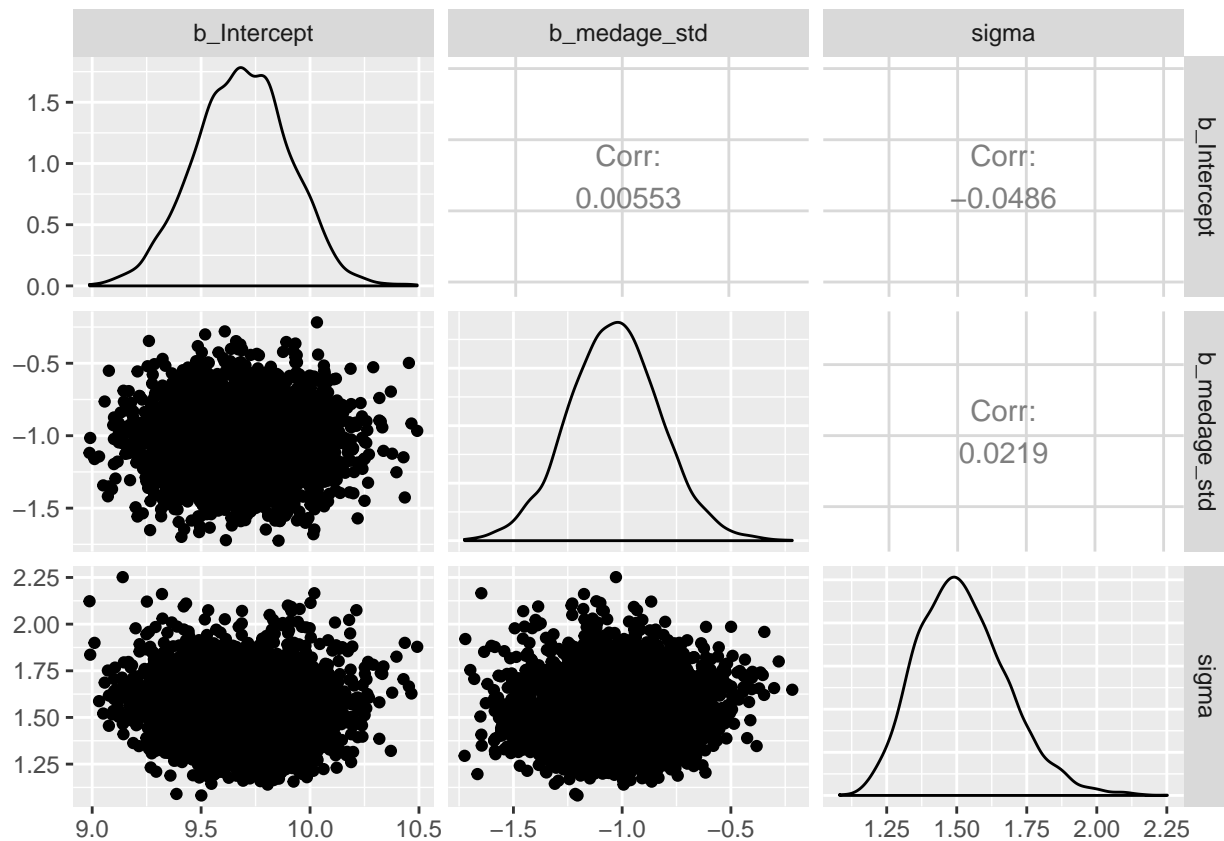 b_Intercept
b_medage_std
sigma
1.5
1.0
0.5
0.0
Corr:
0.00553
Corr:
−0.0486
b_Intercept
−0.5
−1.0
−1.5
Corr:
0.0219
b_medage_std
2.25
2.00
1.75
1.50
1.25
sigma
9.0 9.5 10.0 10.5
−1.5 −1.0 −0.5
1.25 1.50 1.75 2.00 2.25